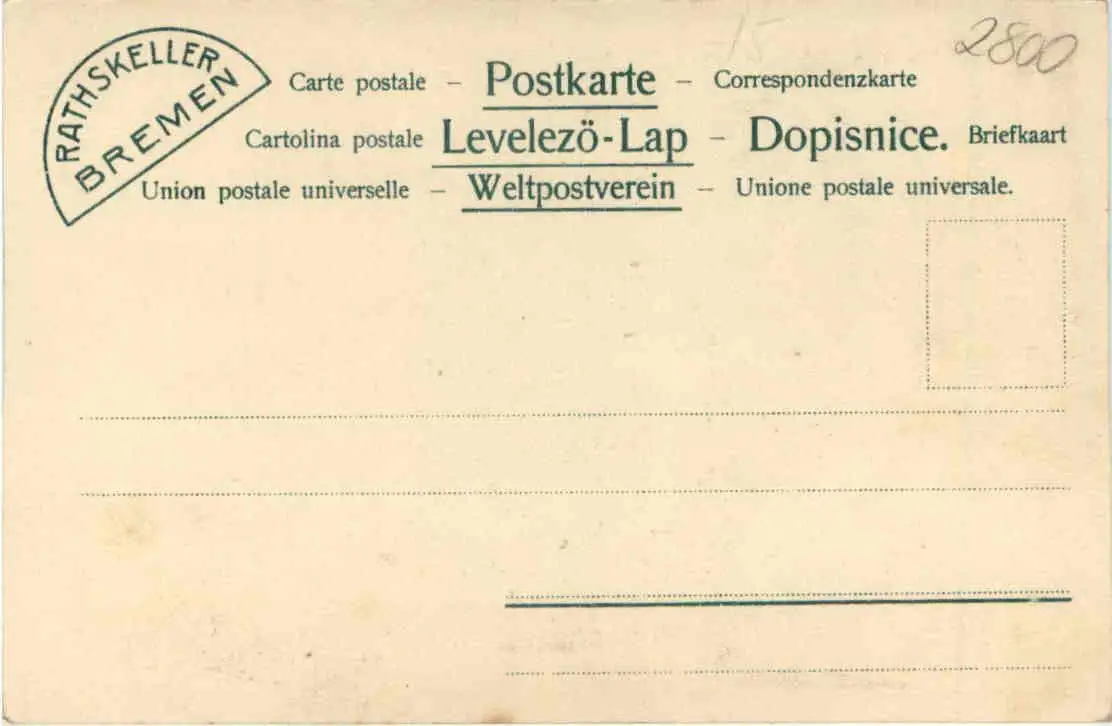 RATHSKELLER
BREMEN
15
2800
Carte postale – Postkarte – Correspondenzkarte
Cartolina postale Levelezö-Lap – Dopisnice. Briefkaart
Union postale universelle – Weltpostverein – Unione postale universale.